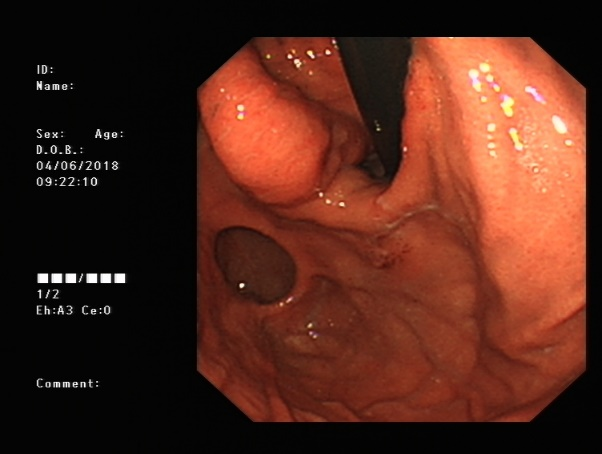 ID:
Name:
Sex: Age:
D.O.B.:
04/06/2018
09:22:10
■■■/■■■
1/2
Eh:A3 Ce:0
Comment: